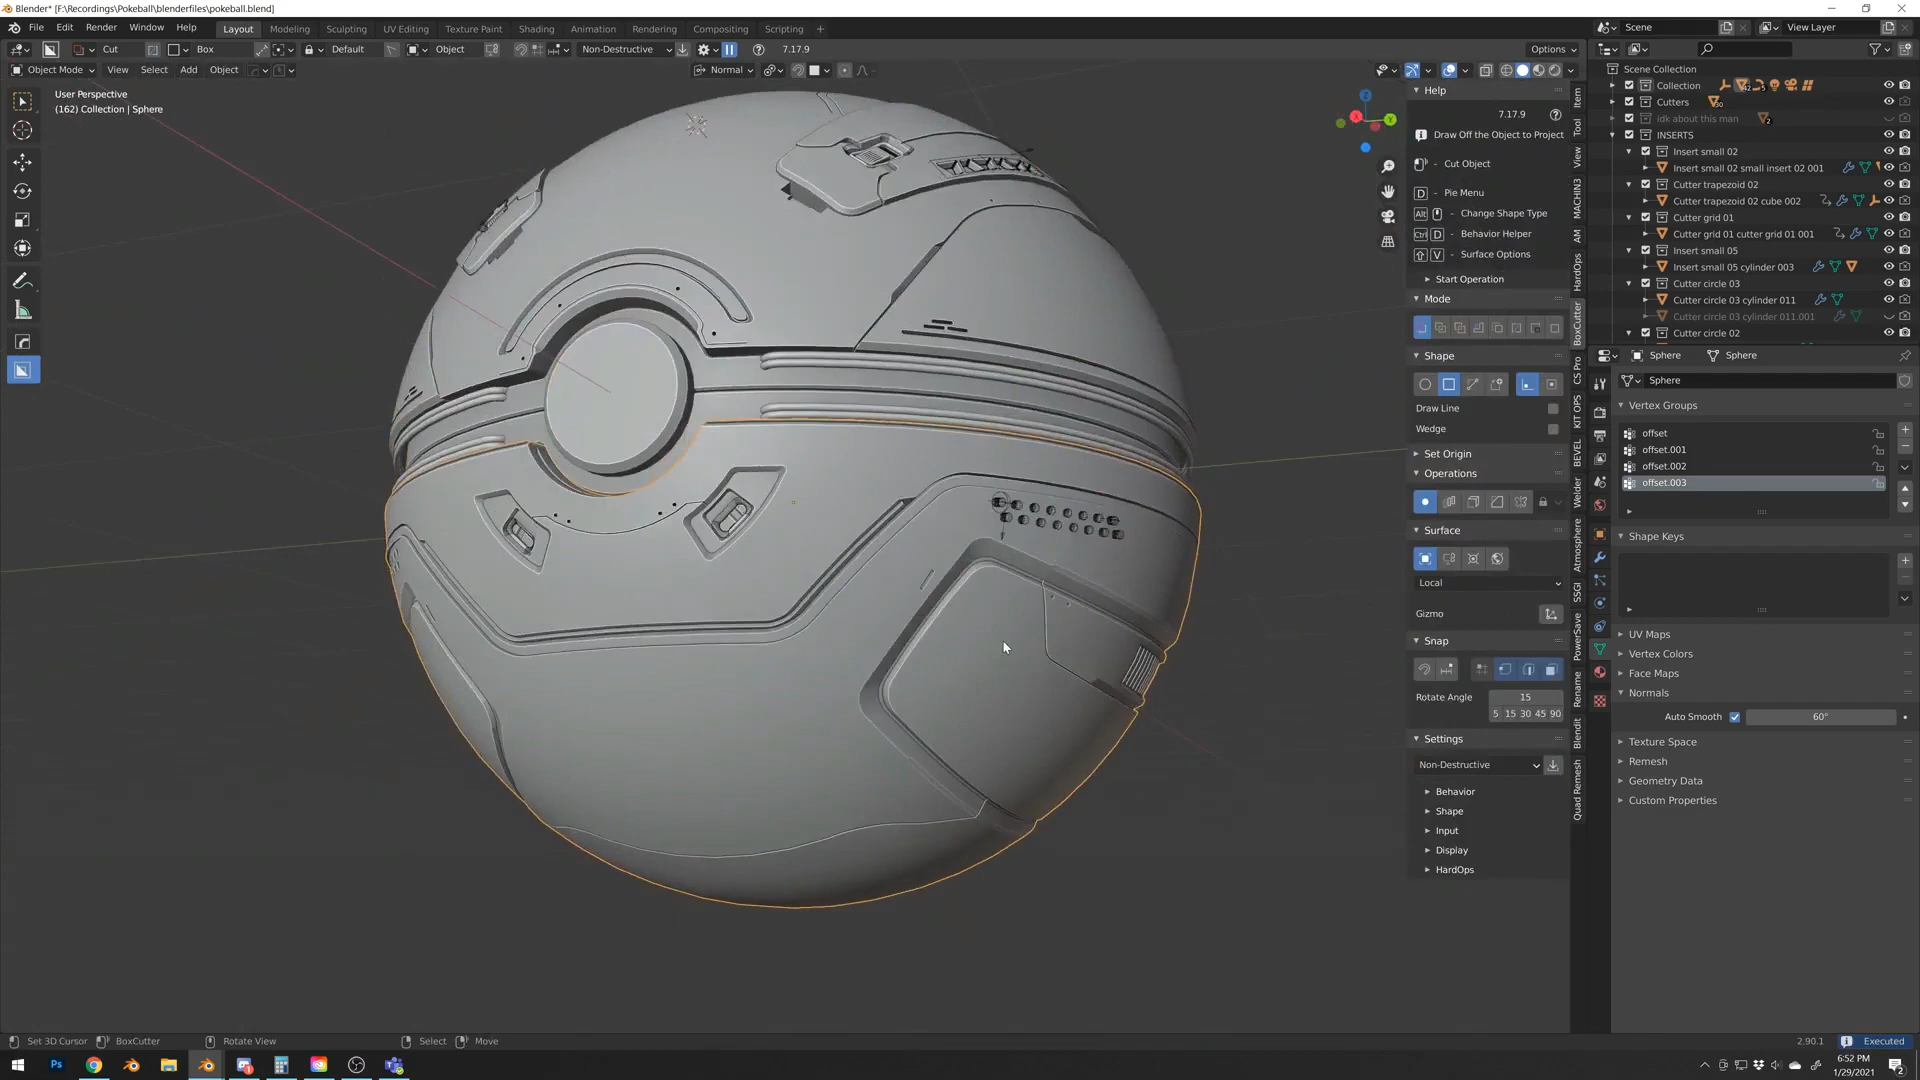 Blender* [F:\Recordings\Pokeball\blenderfiles\pokeball.blend]
File Edit Render Window Help
Layout Modeling Sculpting UV Editing Texture Paint Shading Animation Rendering Compositing Scripting +
Scene
View Layer
Cut Box Default Object Non-Destructive 7.17.9 Options
Object Mode View Select Add Object Normal
User Perspective
(162) Collection | Sphere
Help
7.17.9
Draw Off the Object to Project
- Cut Object
D - Pie Menu
Alt - Change Shape Type
Ctrl D - Behavior Helper
V - Surface Options
Start Operation
Mode
Shape
Draw Line
Wedge
Set Origin
Operations
Surface
Local
Gizmo
Snap
Rotate Angle 15
5 15 30 45 90
Settings
Non-Destructive
Behavior
Shape
Input
Display
HardOps
Item
Tool
View
MACHIN3
AM
HardOps
BoxCutter
CS Pro
KIT OPS
BEVEL
Welder
Atmosphere
SSGI
PowerSave
Rename
Blendit
Quad Remesh
Scene Collection
Collection
Cutters
idk about this man
INSERTS
Insert small 02
Insert small 02 small insert 02 001
Cutter trapezoid 02
Cutter trapezoid 02 cube 002
Cutter grid 01
Cutter grid 01 cutter grid 01 001
Insert small 05
Insert small 05 cylinder 003
Cutter circle 03
Cutter circle 03 cylinder 011
Cutter circle 03 cylinder 011.001
Cutter circle 02
Sphere Sphere
Sphere
Vertex Groups
offset
offset.001
offset.002
offset.003
Shape Keys
UV Maps
Vertex Colors
Face Maps
Normals
Auto Smooth 60°
Texture Space
Remesh
Geometry Data
Custom Properties
Set 3D Cursor BoxCutter Rotate View Select Move
2.90.1 Executed
6:52 PM
1/29/2021